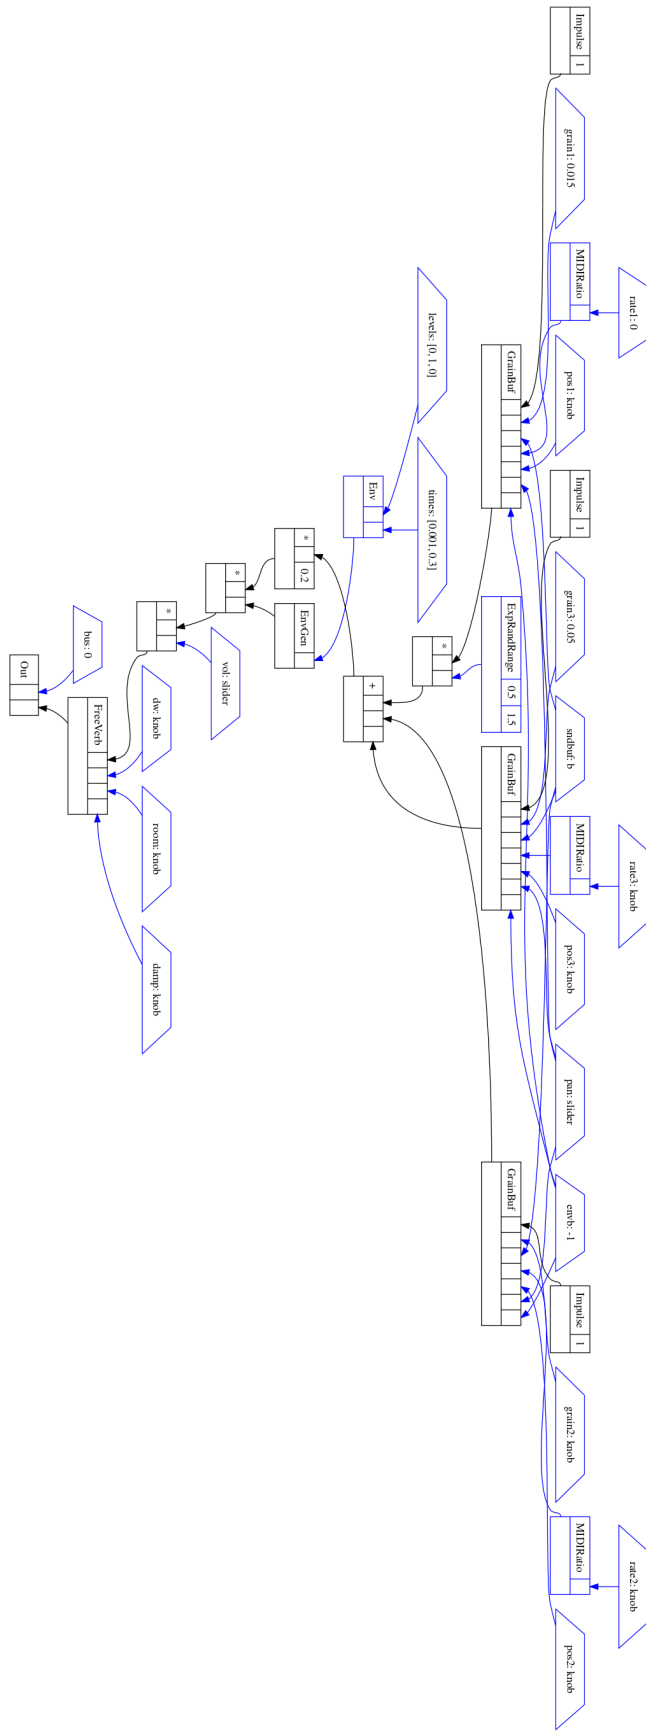 rate1: 0
rate3: knob
rate2: knob
Impulse 1
grain1: 0.015
MIDIRatio
pos1: knob
Impulse 1
grain3: 0.05
sndbuf: b
MIDIRatio
pos3: knob
pan: slider
envb: -1
Impulse 1
grain2: knob
MIDIRatio
pos2: knob
GrainBuf
ExpRandRange 0.5 1.5
GrainBuf
GrainBuf
levels: [0, 1, 0]
times: [0.001, 0.3]
*
Env
+
* 0.2
EnvGen
*
vol: slider
*
dw: knob
room: knob
damp: knob
bus: 0
FreeVerb
Out